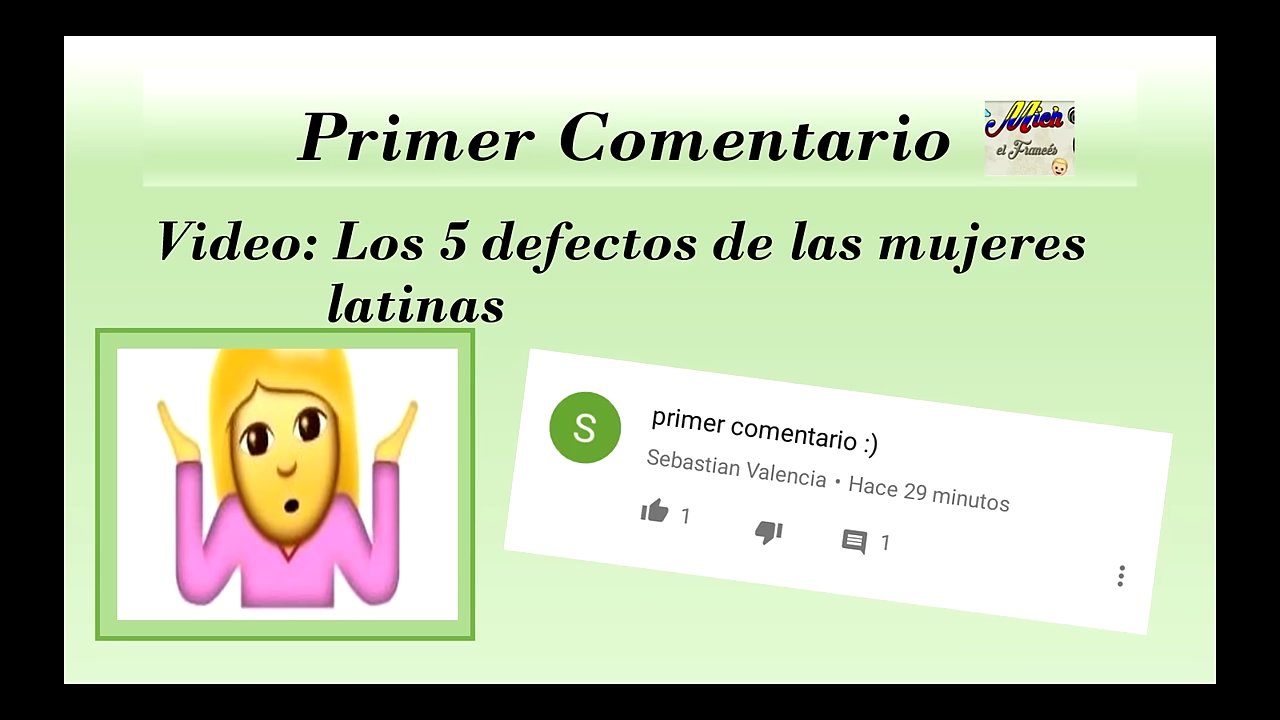 Primer Comentario
Mich
el Francés
Video: Los 5 defectos de las mujeres
latinas
S
primer comentario :)
Sebastian Valencia • Hace 29 minutos
1
1